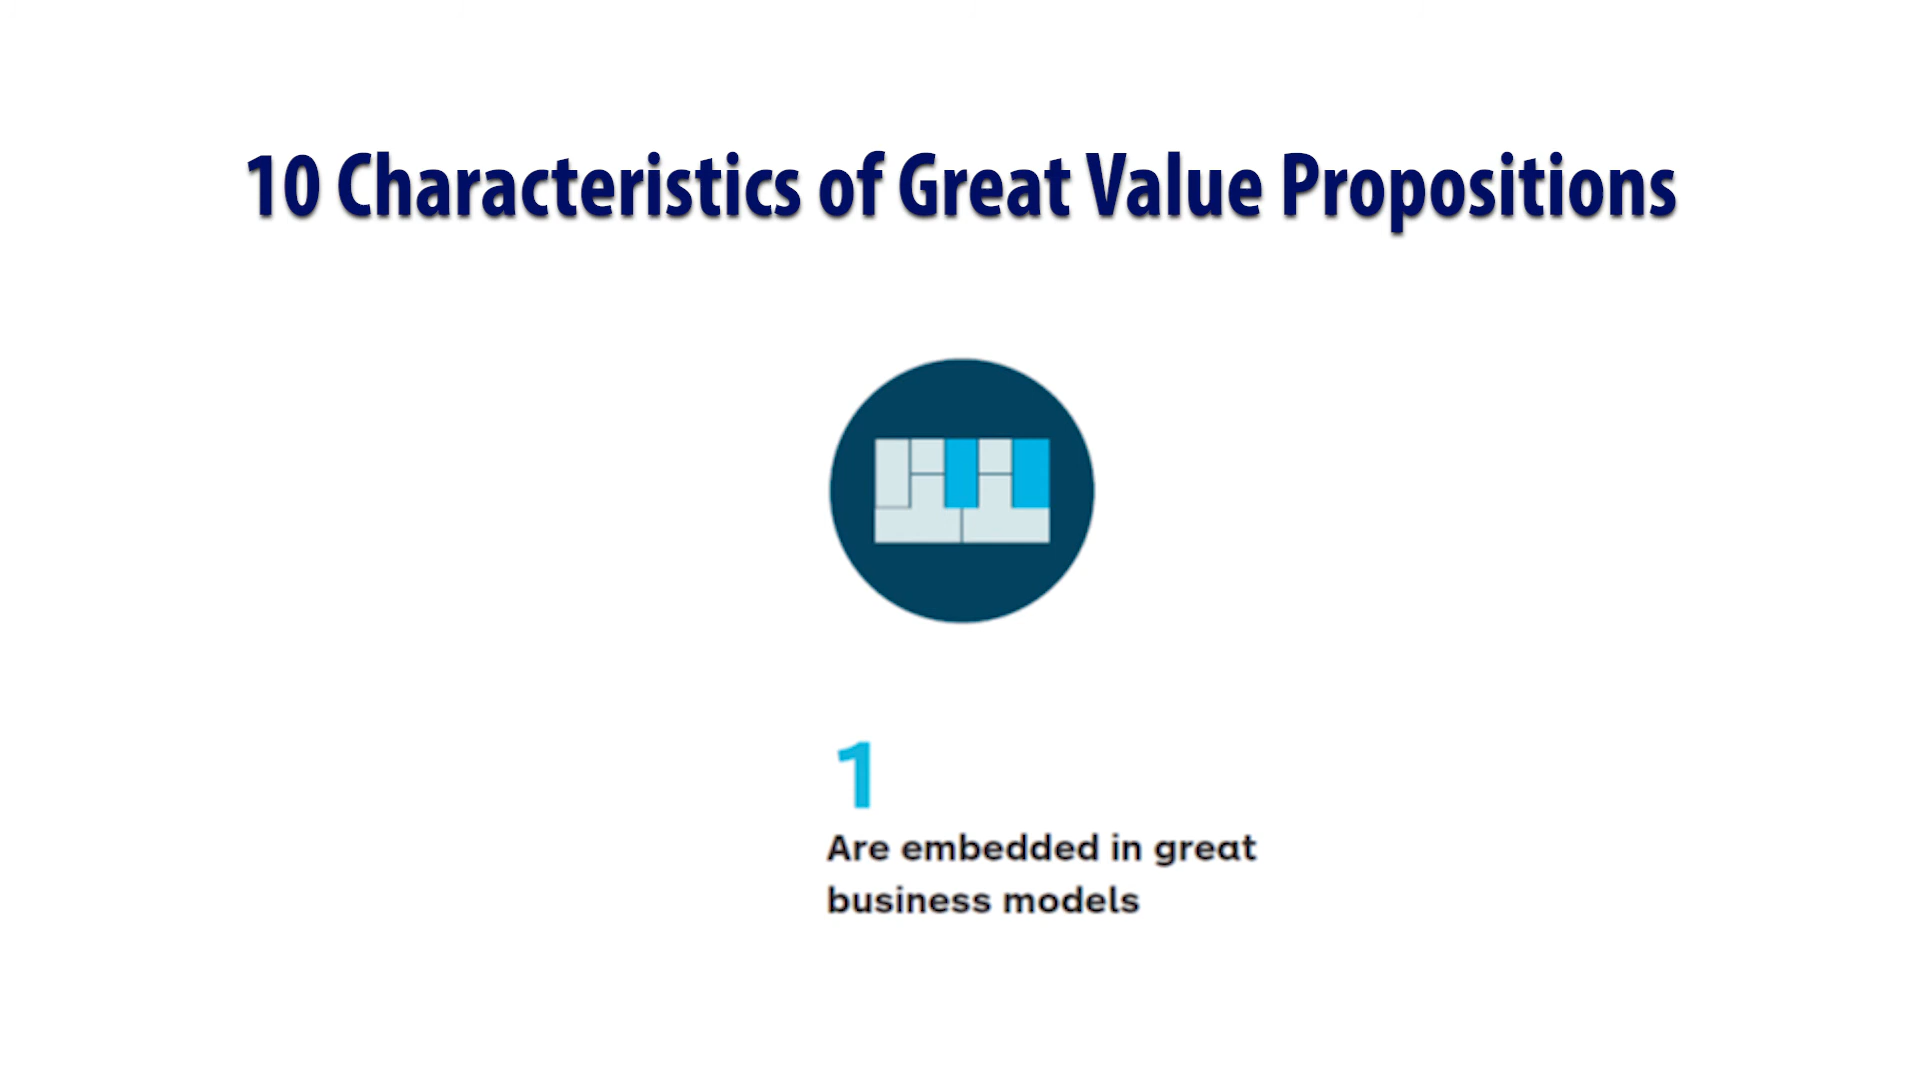 10 Characteristics of Great Value Propositions
1
Are embedded in great
business models